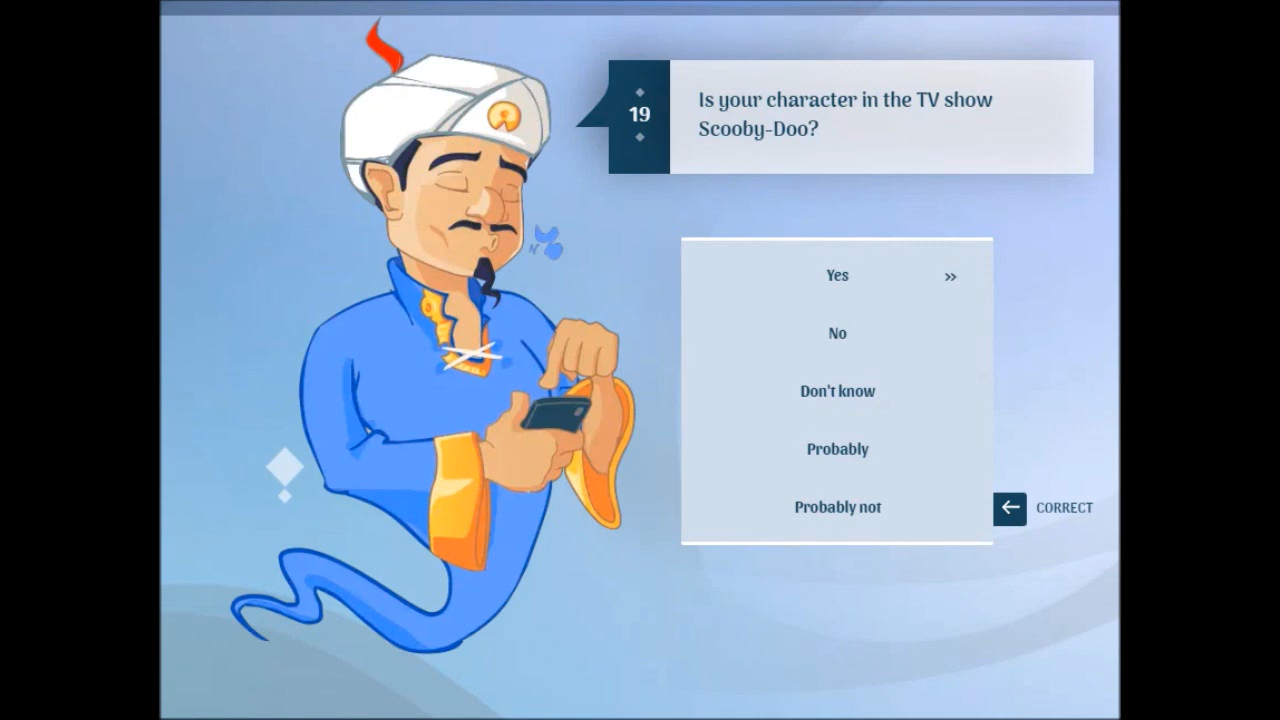 19
Is your character in the TV show
Scooby-Doo?
Yes
No
Don't know
Probably
Probably not
CORRECT